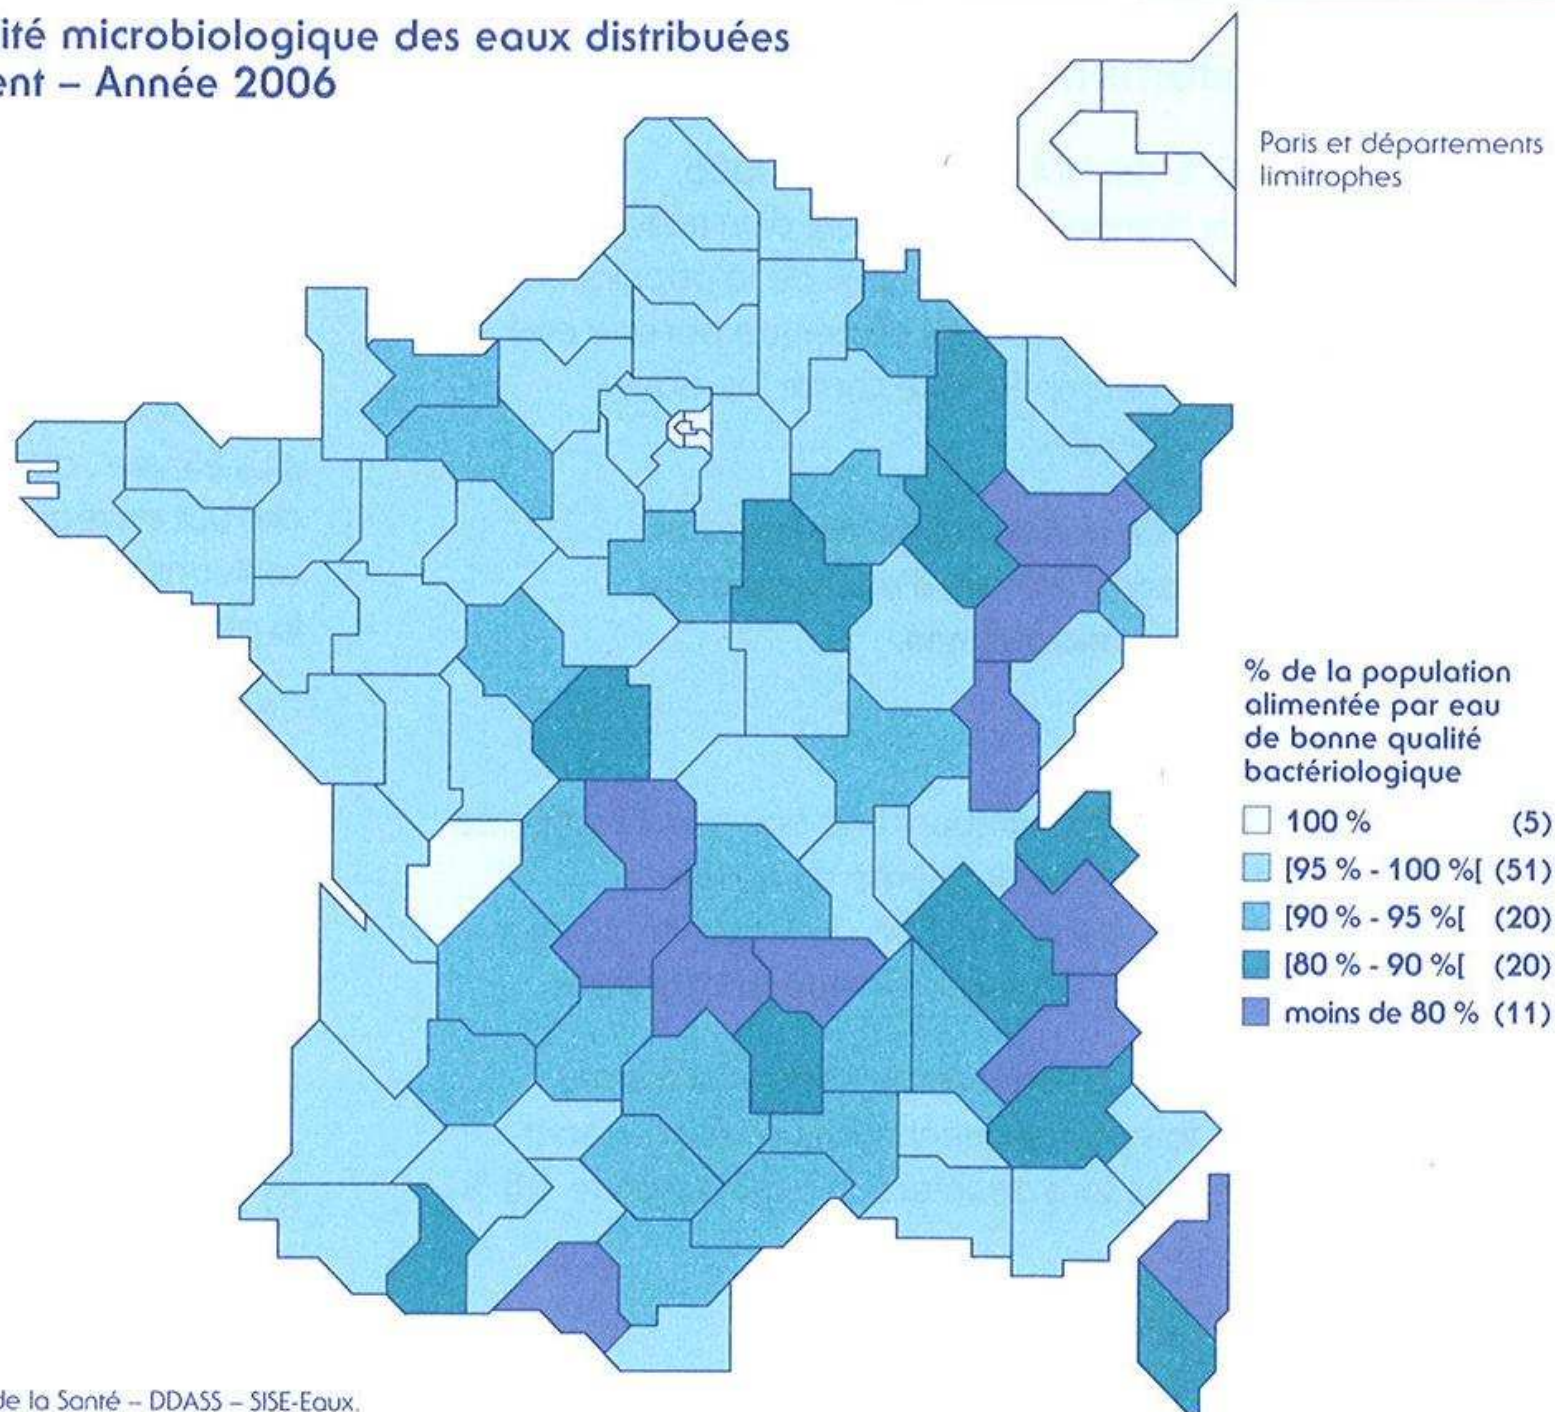 ité microbiologique des eaux distribuées
ent – Année 2006
Paris et départements
limitrophes
% de la population
alimentée par eau
de bonne qualité
bactériologique
100 % (5)
[95 % - 100 %[ (51)
[90 % - 95 %[ (20)
[80 % - 90 %[ (20)
moins de 80 % (11)
de la Santé – DDASS – SISE-Eaux.